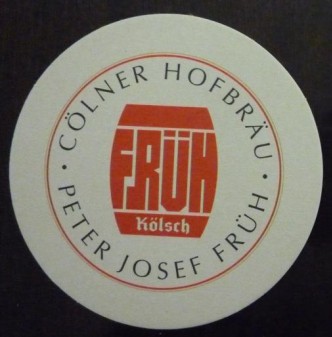 CÖLNER HOFBRÄU
FRÜH
Kölsch
· PETER JOSEF FRÜH ·